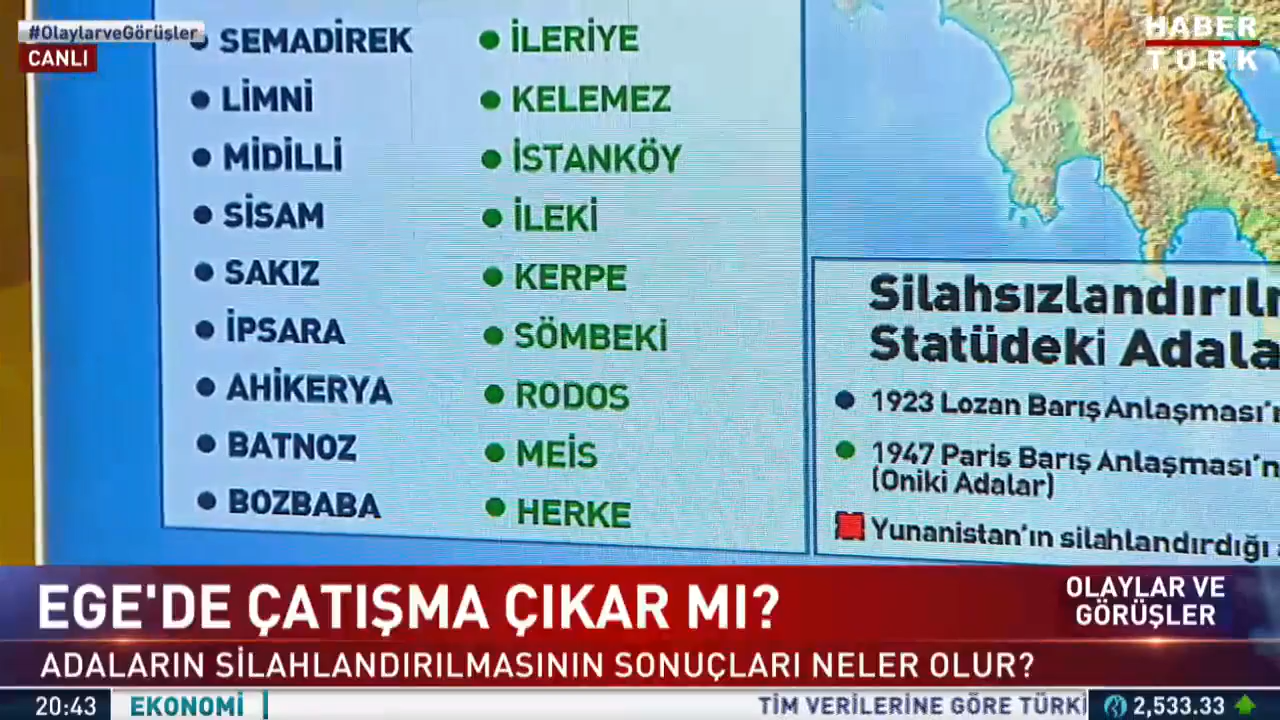 #OlaylarveGörüşler
CANLI
HABER
TÜRK
SEMADİREK
LİMNİ
MİDİLLİ
SİSAM
SAKIZ
İPSARA
AHİKERYA
BATNOZ
BOZBABA
İLERİYE
KELEMEZ
İSTANKÖY
İLEKİ
KERPE
SÖMBEKİ
RODOS
MEİS
HERKE
Statüdeki
1923 Lozan Barış
1947 Paris Barış
(Oniki Adalar)
Yunanistan'ın silahlandırdığı
EGE'DE ÇATIŞMA ÇIKAR MI?
OLAYLAR VE
GÖRÜŞLER
ADALARIN SİLAHLANDIRILMASININ SONUÇLARI NELER OLUR?
20:43
EKONOMİ
TİM VERİLERİNE GÖRE
2,533.33